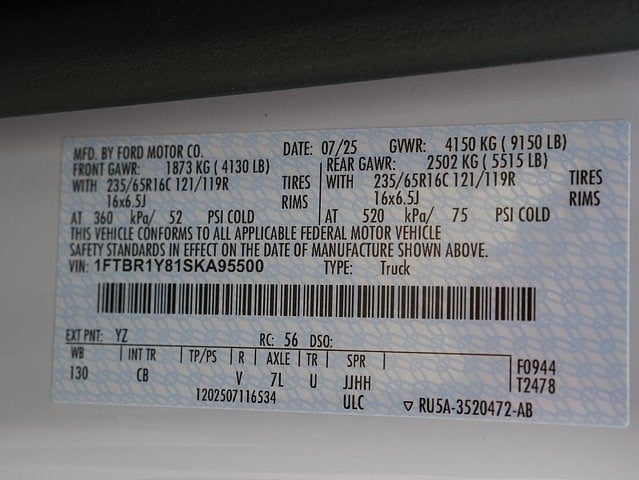 MFD. BY FORD MOTOR CO. DATE: 07/25 GVWR: 4150 KG ( 9150 LB)
FRONT GAWR: 1873 KG ( 4130 LB) REAR GAWR: 2502 KG ( 5515 LB)
WITH 235/65R16C 121/119R TIRES WITH 235/65R16C 121/119R TIRES
16x6.5J RIMS 16x6.5J RIMS
AT 360 kPa/ 52 PSI COLD AT 520 kPa/ 75 PSI COLD
THIS VEHICLE CONFORMS TO ALL APPLICABLE FEDERAL MOTOR VEHICLE
SAFETY STANDARDS IN EFFECT ON THE DATE OF MANUFACTURE SHOWN ABOVE.
VIN: 1FTBR1Y81SKA95500 TYPE: Truck
EXT PNT: YZ RC: 56 DSO:
WB INT TR TP/PS R AXLE TR SPR F0944
130 CB V 7L U JJHH T2478
1202507116534 ULC ▽ RU5A-3520472-AB